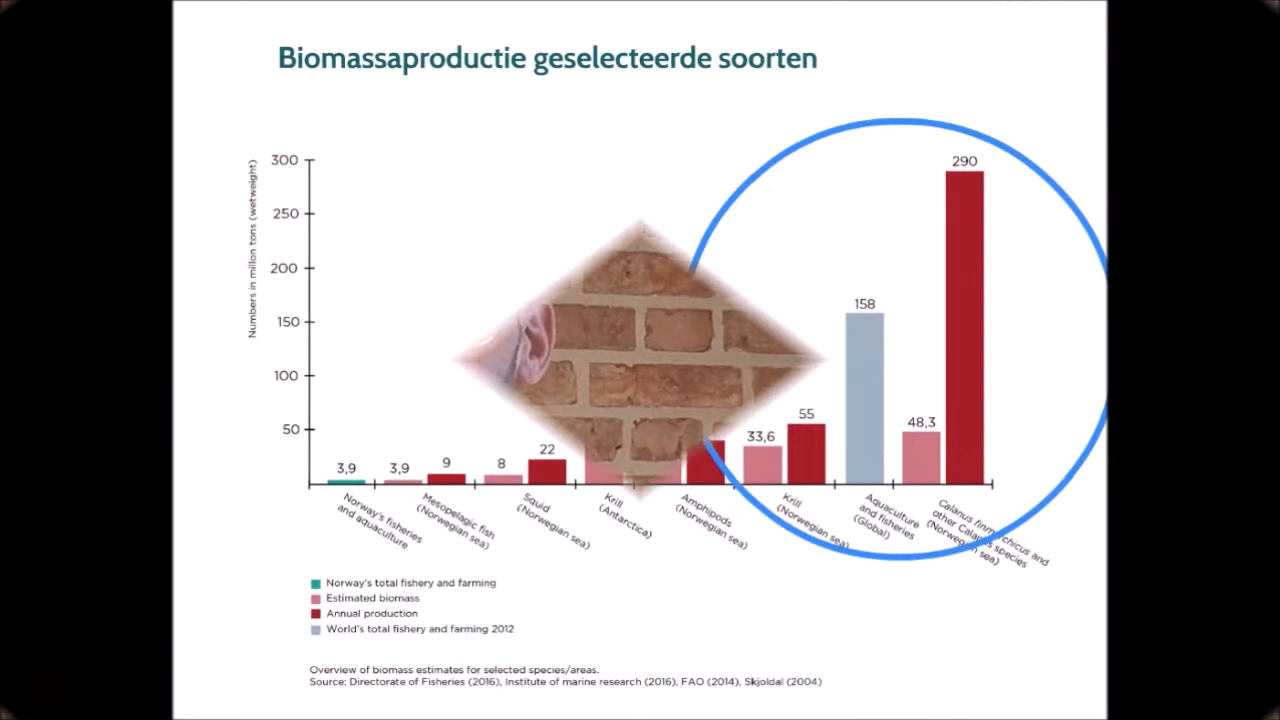 Biomassaproductie geselecteerde soorten
Numbers in millon tons (wetweight)
300
250
200
150
100
50
3,9
3,9
9
8
22
33,6
55
158
48,3
290
Norway's fisheries
and aquaculture
Mesopelagic fish
(Norwegian sea)
Squid
(Norwegian sea)
Krill
(Antarctica)
Amphipods
(Norwegian sea)
Krill
(Norwegian sea)
Aquaculture
and fisheries
(Global)
Calanus finmarchicus and
other Calanus species
(Norwegian sea)
Norway's total fishery and farming
Estimated biomass
Annual production
World's total fishery and farming 2012
Overview of biomass estimates for selected species/areas.
Source: Directorate of Fisheries (2016), Institute of marine research (2016), FAO (2014), Skjoldal (2004)